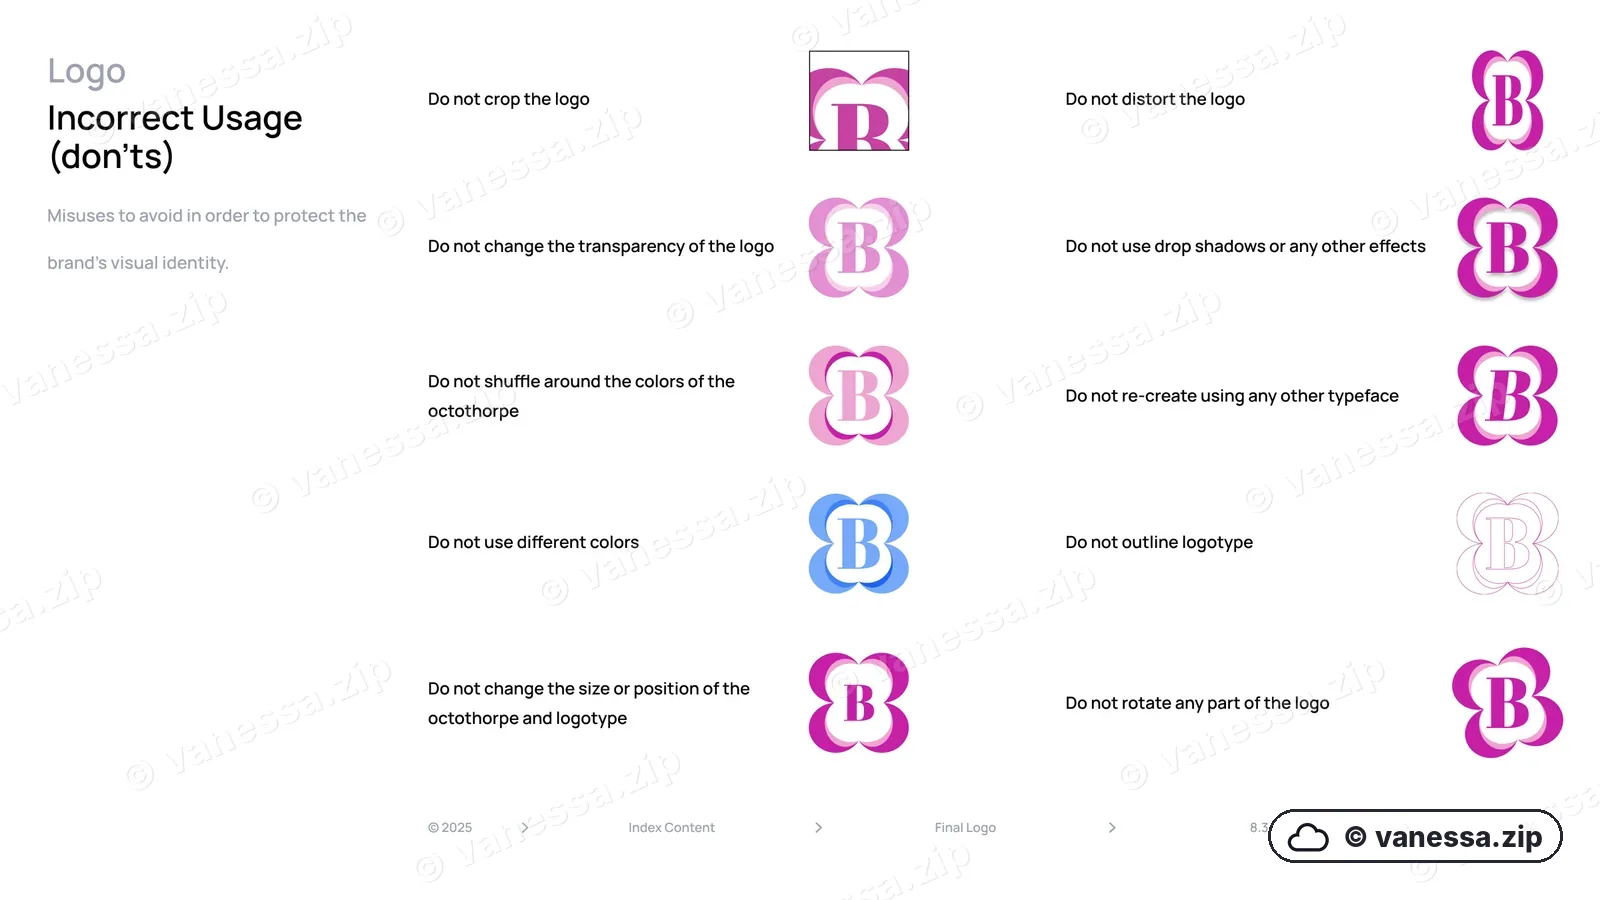 Logo
Incorrect Usage
(don'ts)
Misuses to avoid in order to protect the
brand's visual identity.
Do not crop the logo
B
Do not change the transparency of the logo
B
Do not shuffle around the colors of the
octothorpe
B
Do not use different colors
B
Do not change the size or position of the
octothorpe and logotype
B
Do not distort the logo
B
Do not use drop shadows or any other effects
B
Do not re-create using any other typeface
B
Do not outline logotype
B
Do not rotate any part of the logo
B
© 2025
Index Content
Final Logo
© vanessa.zip